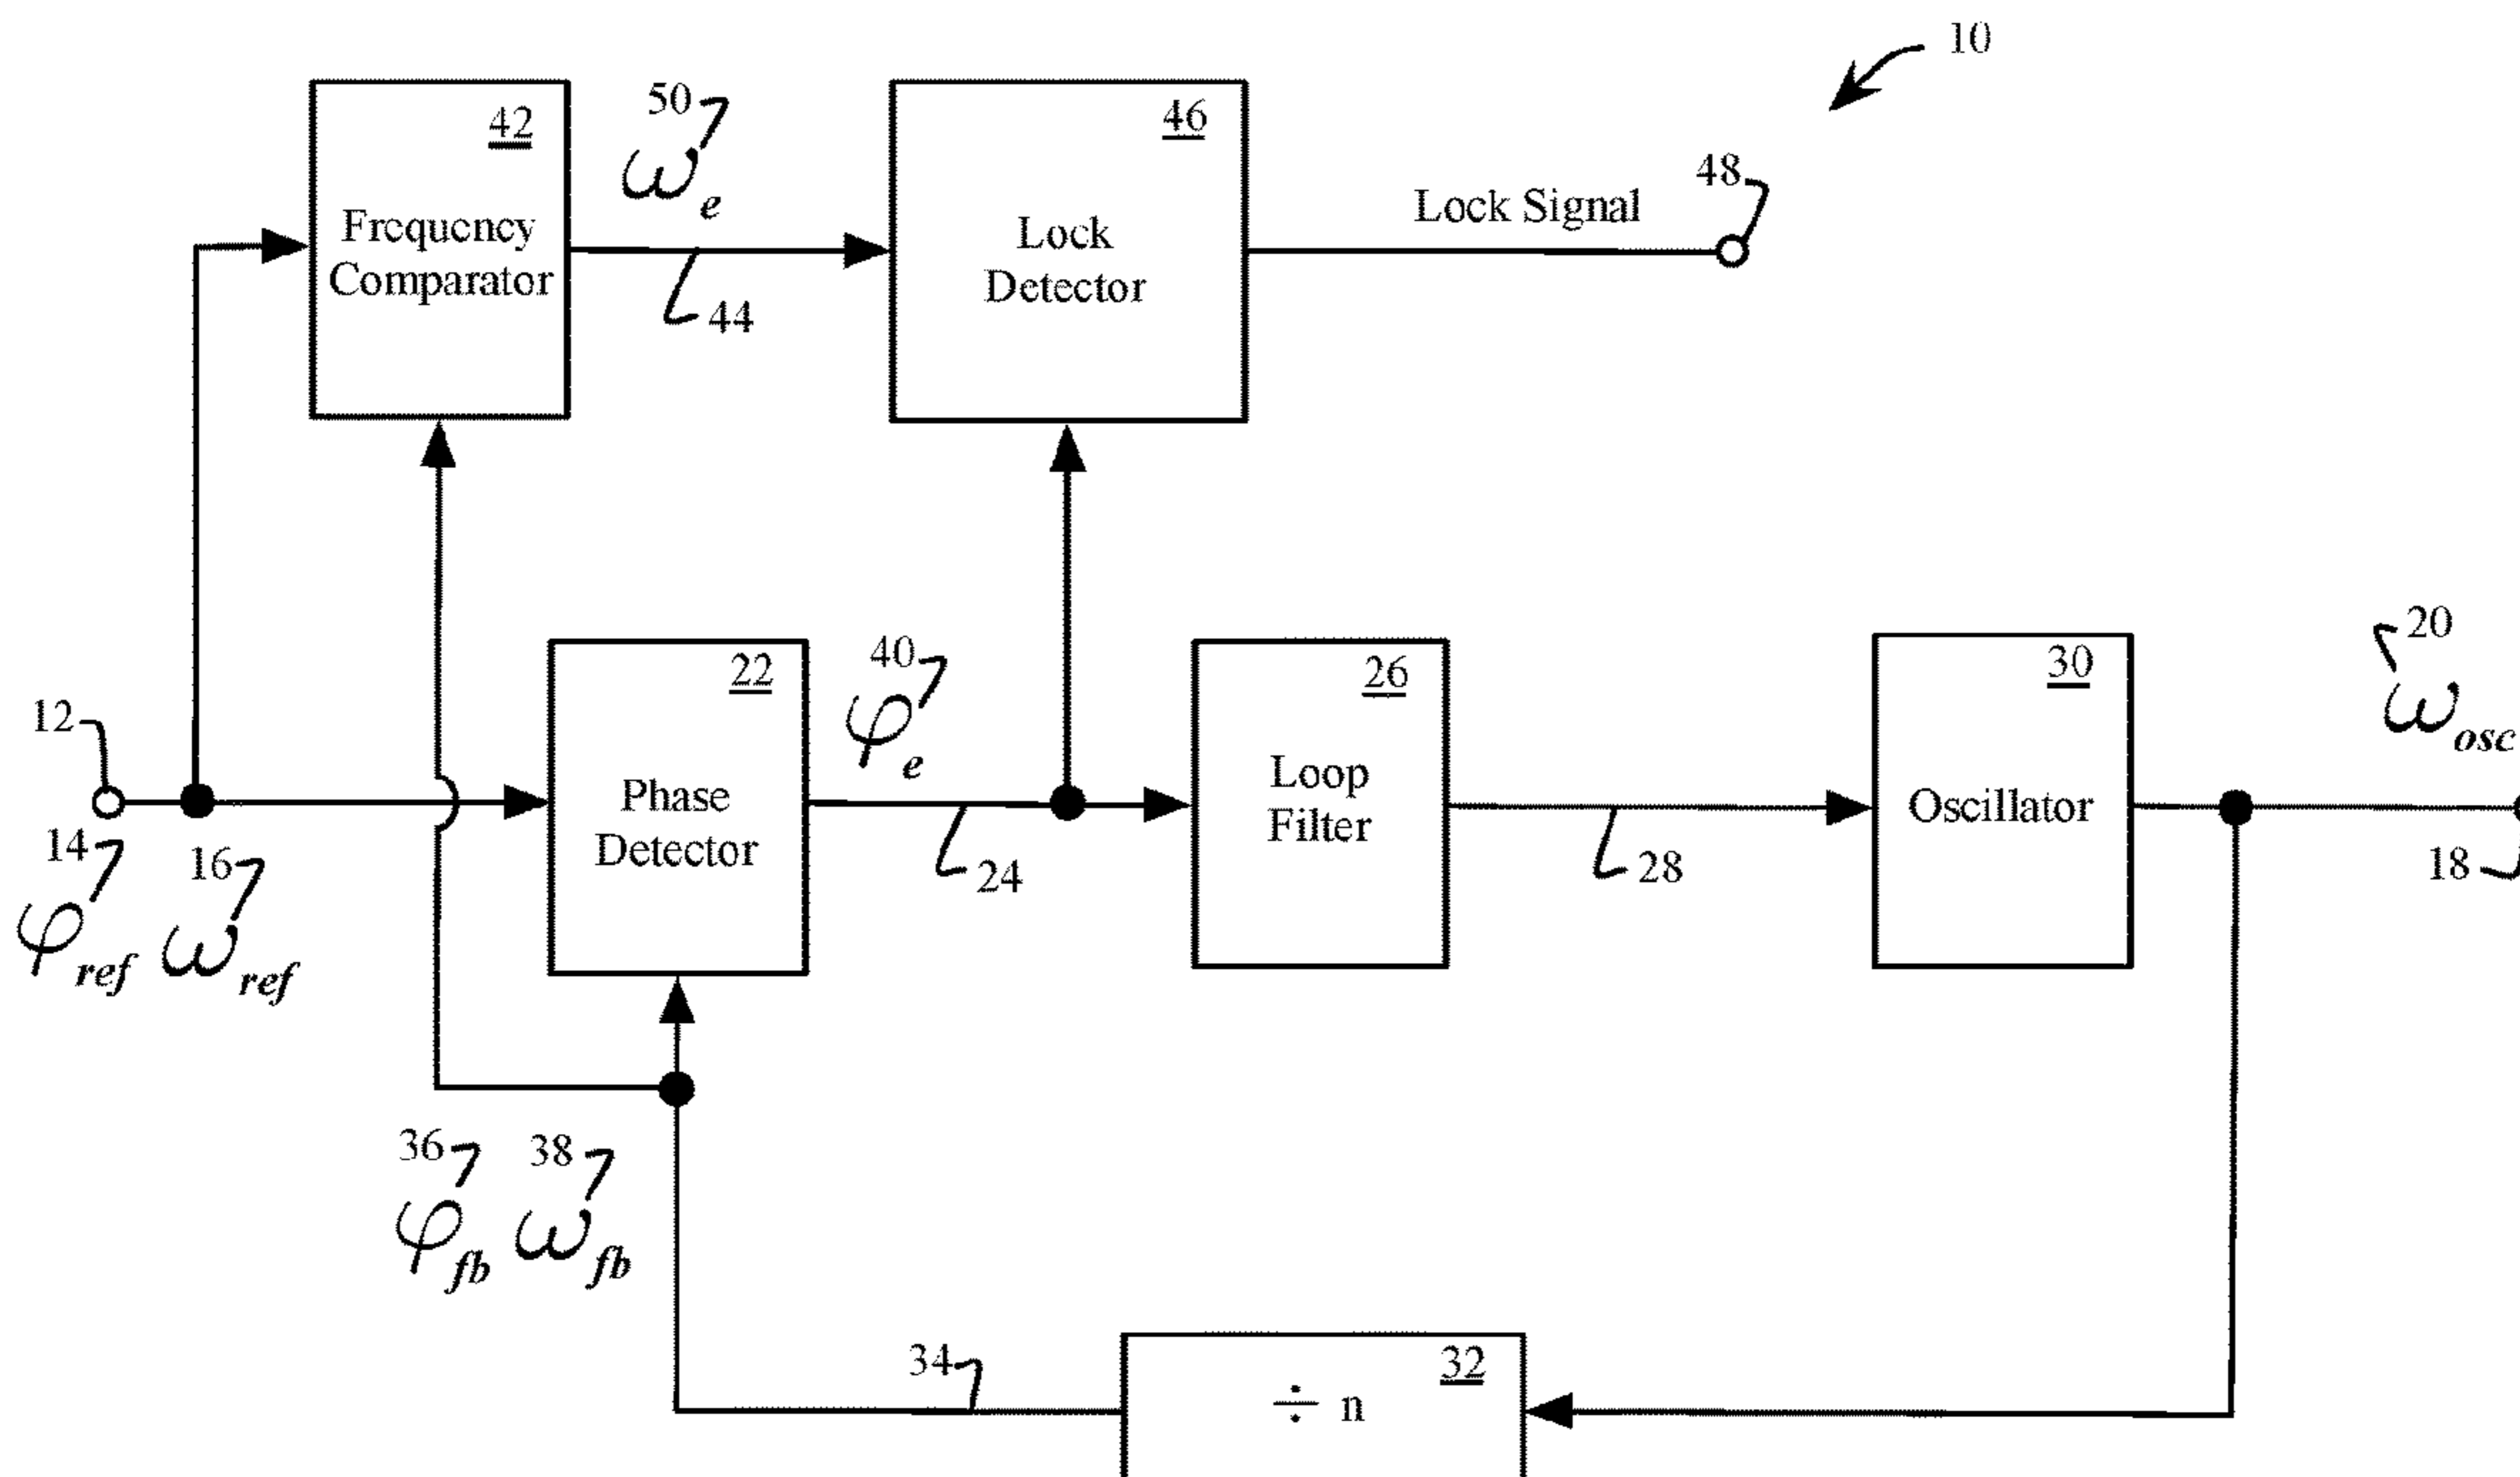 10
42
Frequency
Comparator
50
ω e
44
46
Lock
Detector
Lock Signal
48
12
14
φ ref
16
ω ref
22
Phase
Detector
40
φ e
24
26
Loop
Filter
28
30
Oscillator
20
ω osc
18
36
φ fb
38
ω fb
34
32
÷ n